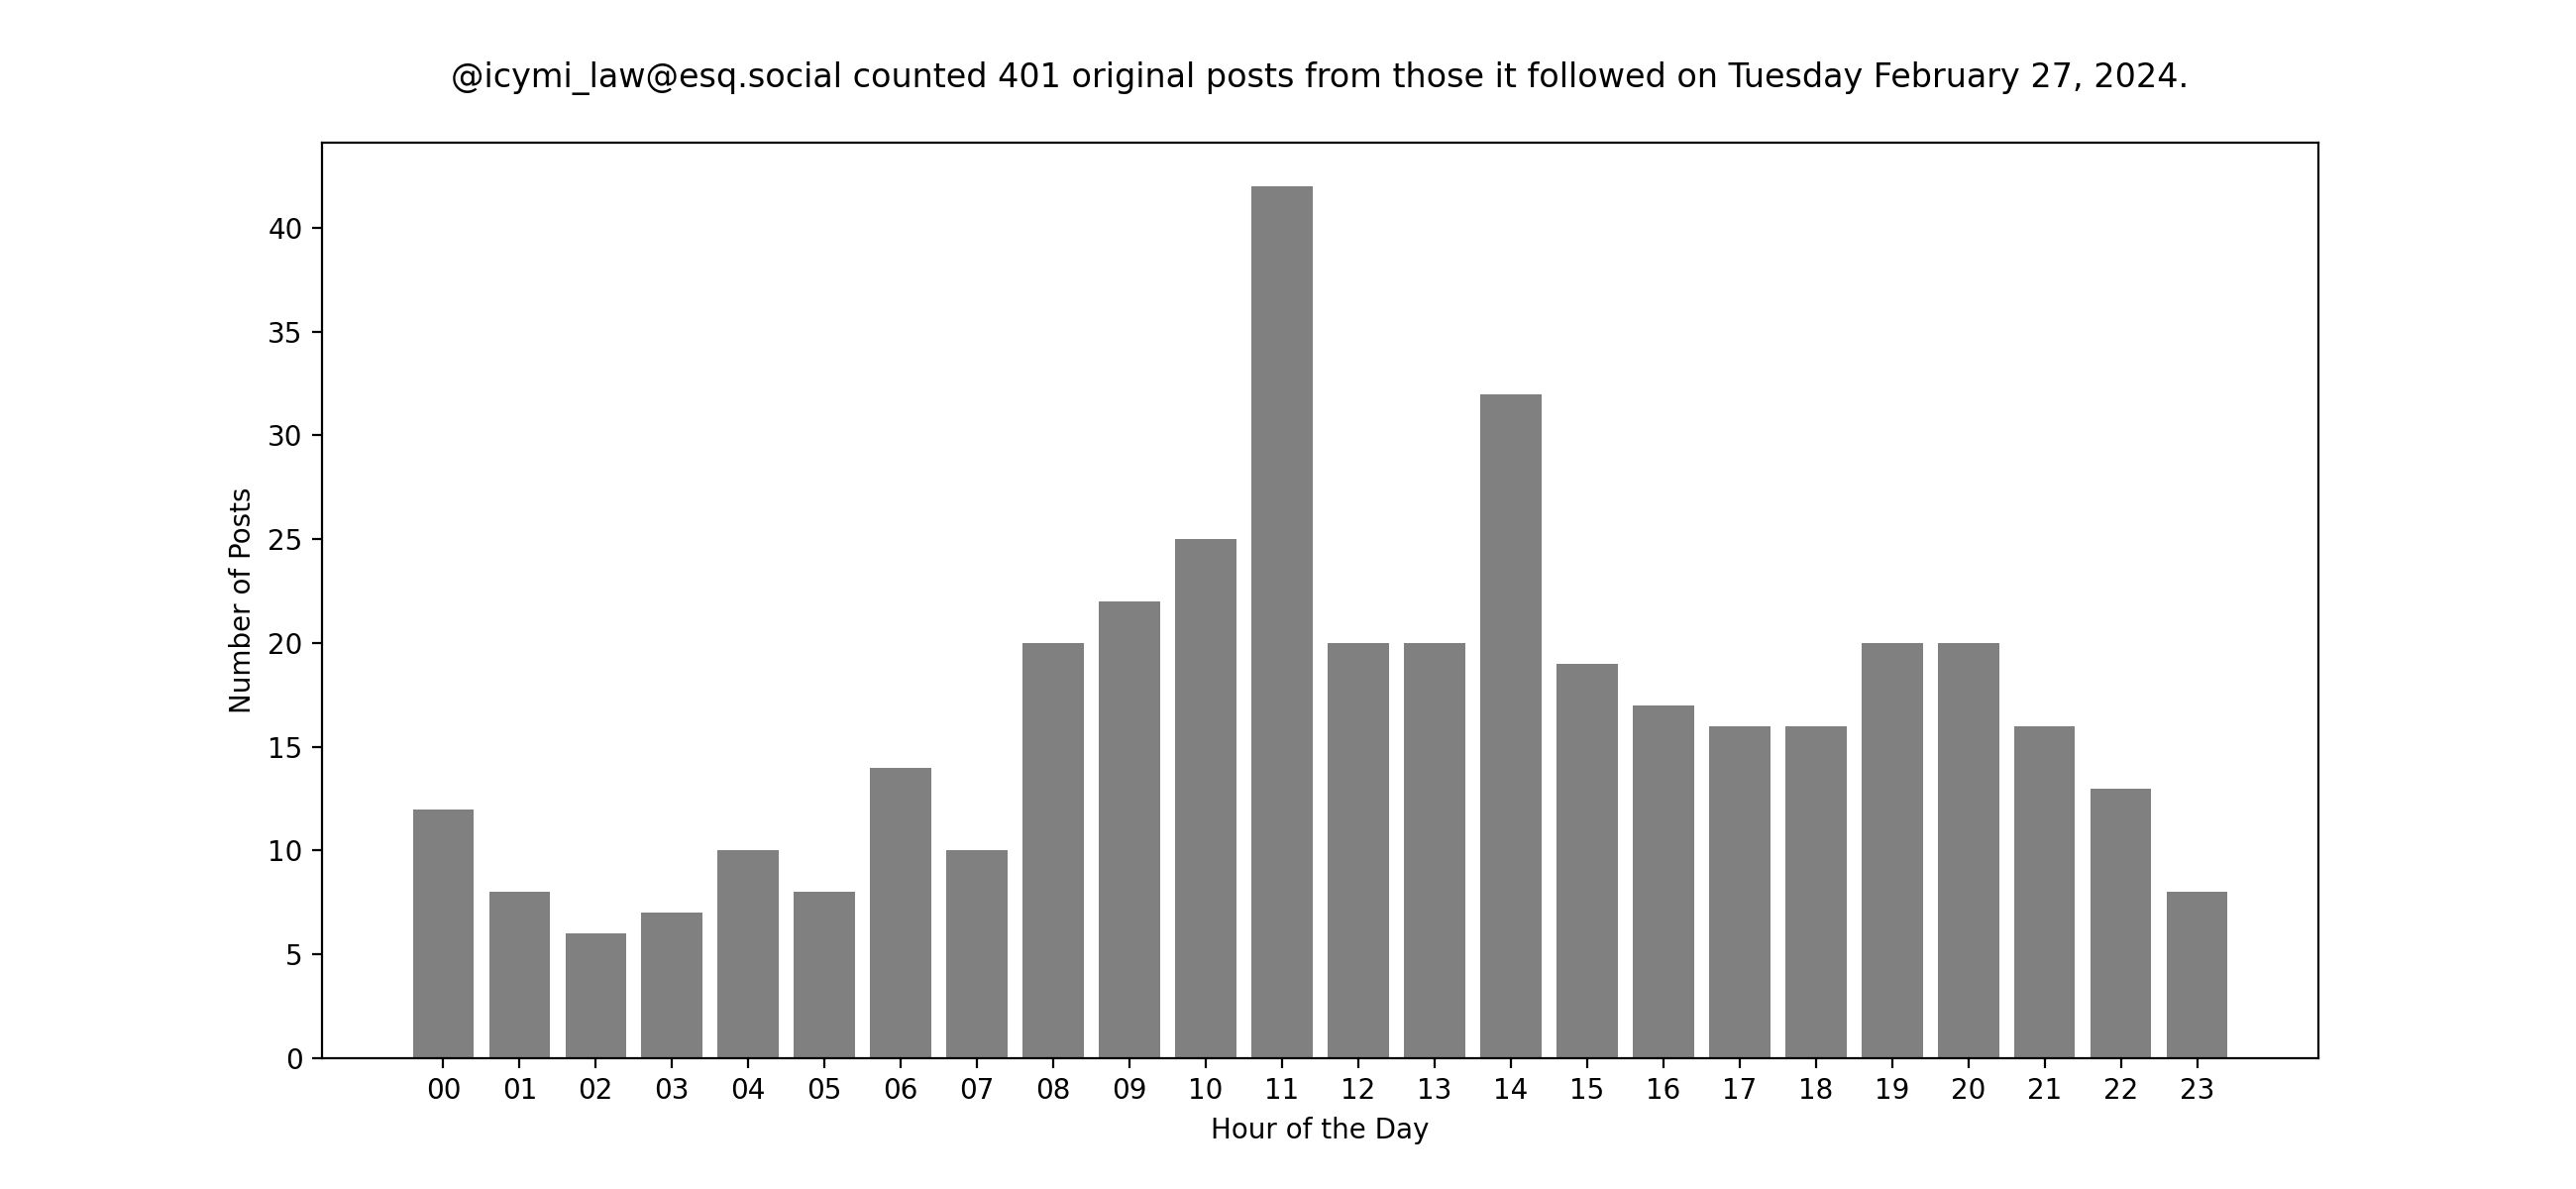 @icymi_law@esq.social counted 401 original posts from those it followed on Tuesday February 27, 2024.
40
35
30
25
20
15
10
5
0
Number of Posts
00 01 02 03 04 05 06 07 08 09 10 11 12 13 14 15 16 17 18 19 20 21 22 23
Hour of the Day